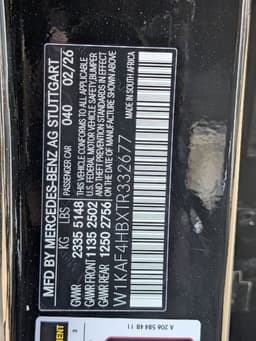 MFD BY MERCEDES-BENZ AG STUTTGART
PASSENGER CAR 040 02/26
KG LBS
GVWR 2335 5148
GAWR FRONT 1135 2502
GAWR REAR 1250 2756
THIS VEHICLE CONFORMS TO ALL APPLICABLE
U.S. FEDERAL MOTOR VEHICLE SAFETY, BUMPER
AND THEFT PREVENTION STANDARDS IN EFFECT
ON THE DATE OF MANUFACTURE SHOWN ABOVE
W1KAF4HBXTR332677
MADE IN SOUTH AFRICA
A 206 584 48 11
3